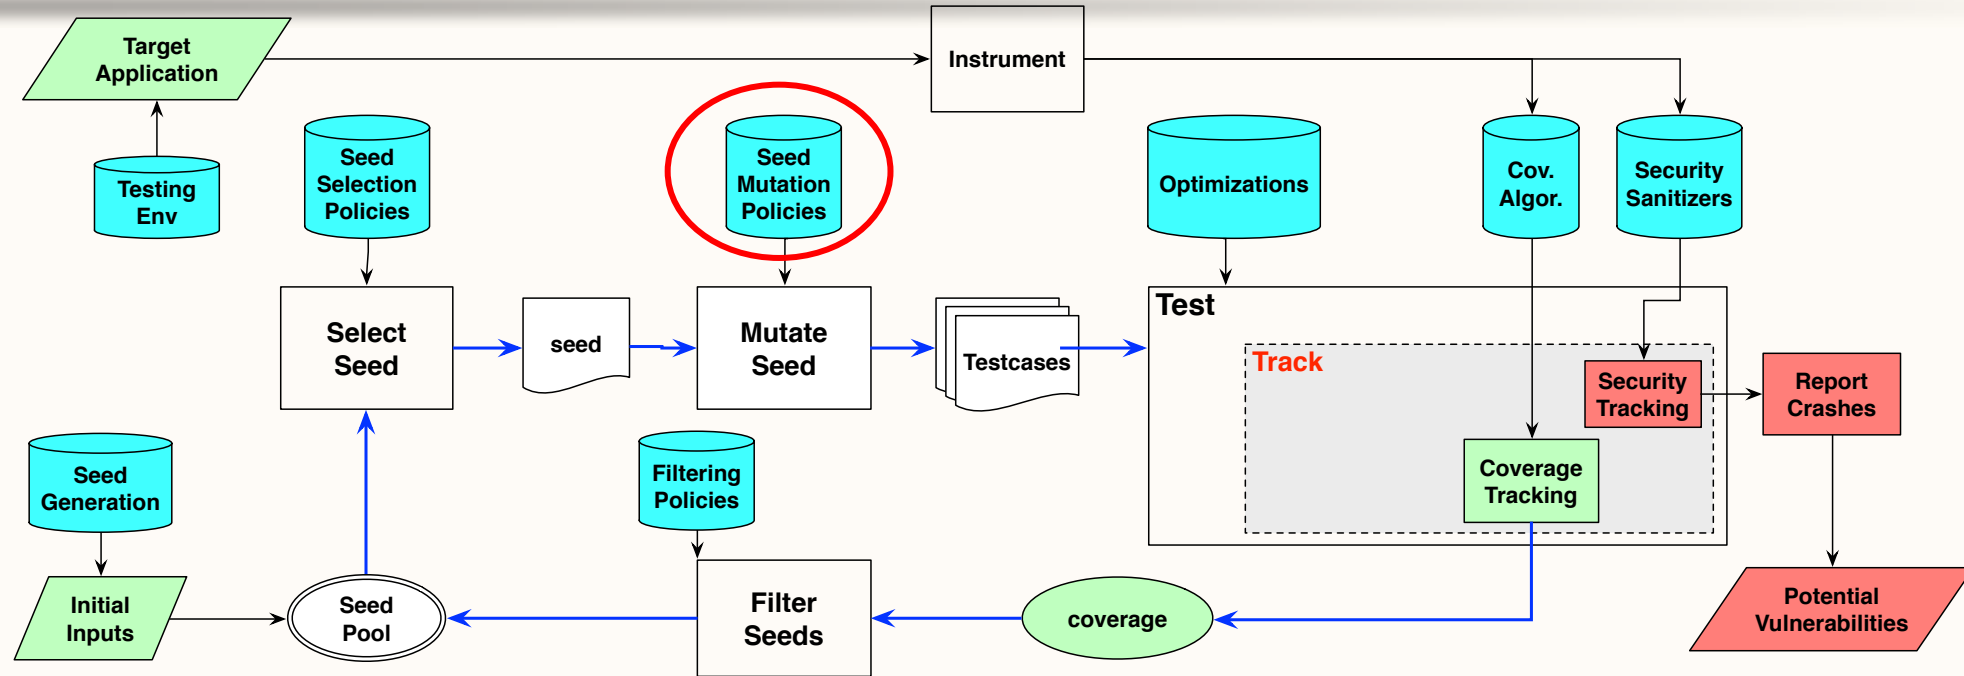 Target
Application
Instrument
Testing
Env
Seed
Selection
Policies
Seed
Mutation
Policies
Optimizations
Cov.
Algor.
Security
Sanitizers
Select
Seed
seed
Mutate
Seed
Testcases
Test
Track
Security
Tracking
Report
Crashes
Coverage
Tracking
Seed
Generation
Filtering
Policies
Initial
Inputs
Seed
Pool
Filter
Seeds
coverage
Potential
Vulnerabilities